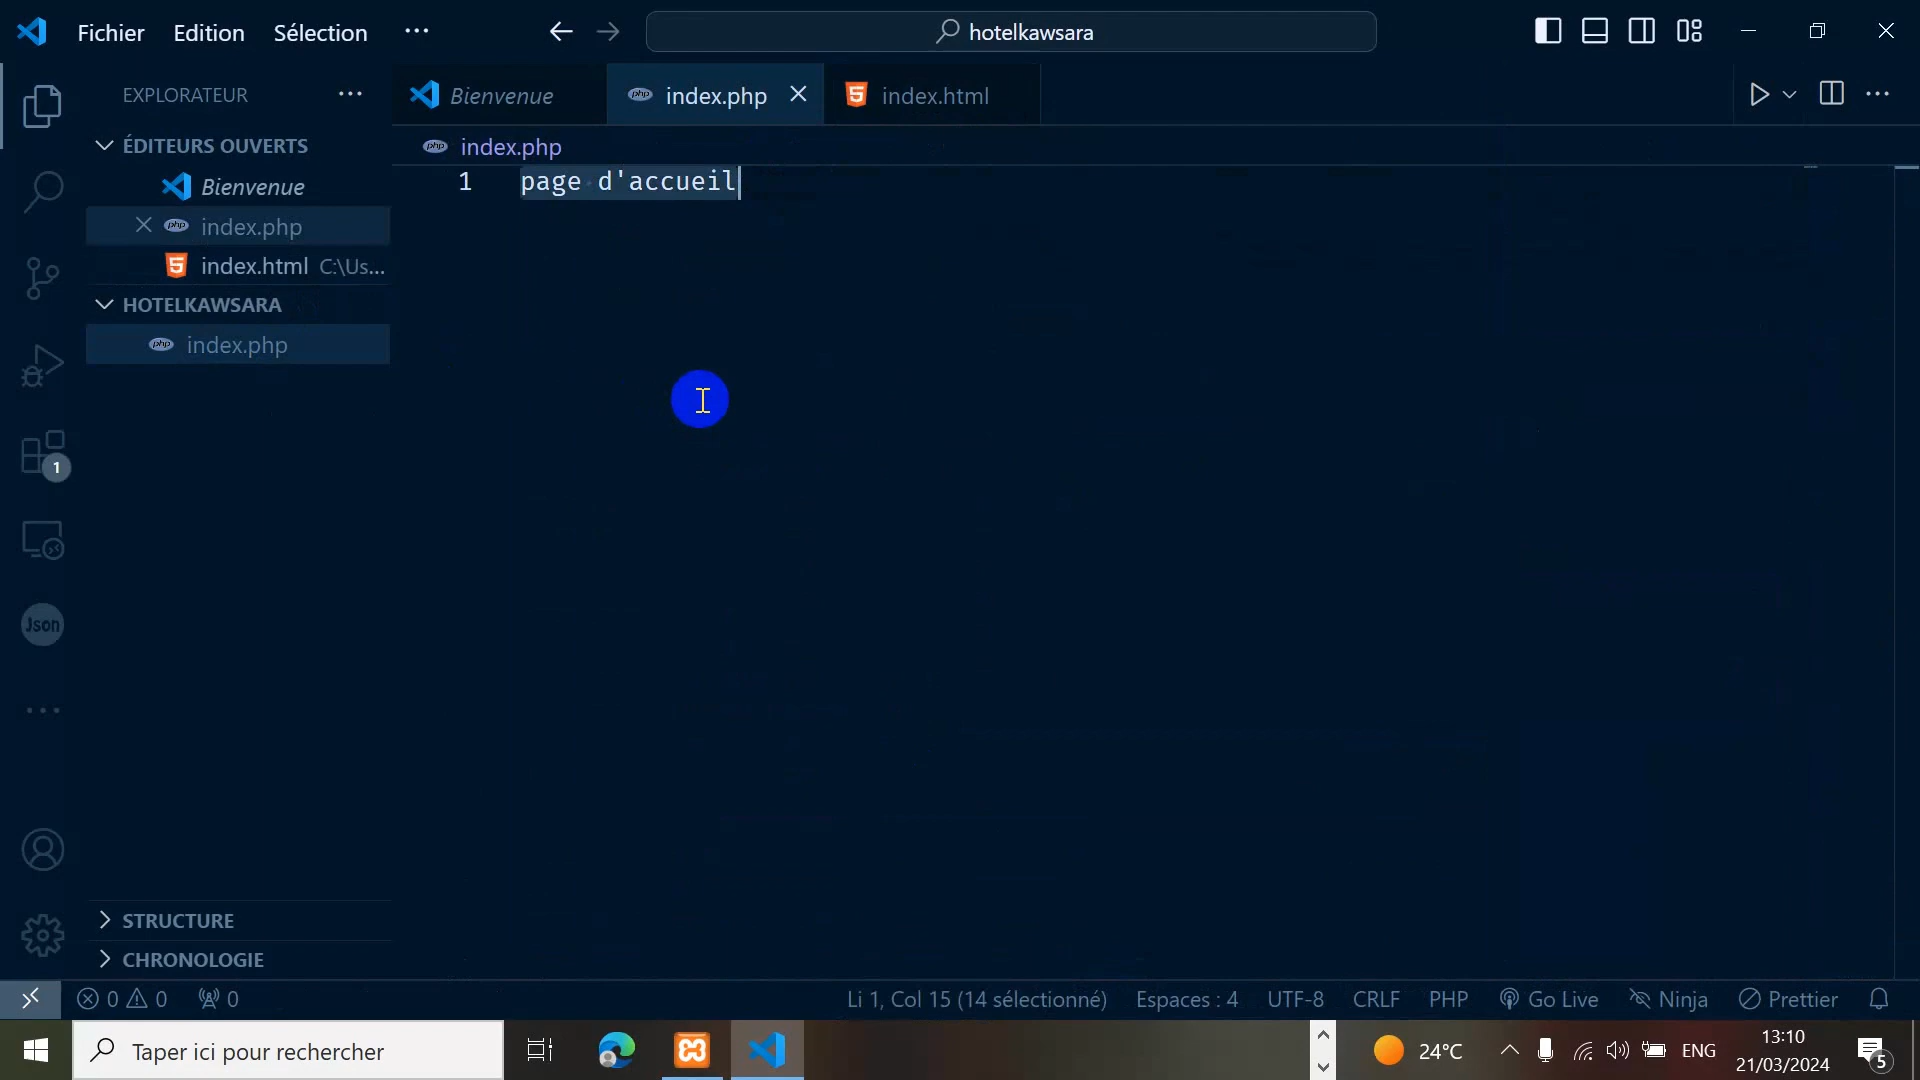 Fichier Edition Sélection ... hotelkawsara
EXPLORATEUR ...
Bienvenue index.php index.html
ÉDITEURS OUVERTS
index.php
Bienvenue
1 page d'accueil
index.php
index.html C:\Us...
HOTELKAWSARA
index.php
1
Json
STRUCTURE
CHRONOLOGIE
0 0 0 Li 1, Col 15 (14 sélectionné) Espaces : 4 UTF-8 CRLF PHP Go Live Ninja Prettier
Taper ici pour rechercher 24°C ENG 13:10
21/03/2024 5